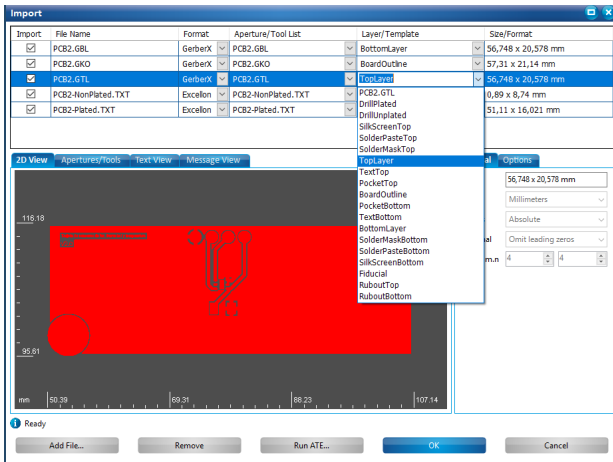 Import
Import File Name Format Aperture/Tool List Layer/Template Size/Format
PCB2.GBL GerberX PCB2.GBL BottomLayer 56,748 x 20,578 mm
PCB2.GKO GerberX PCB2.GKO BoardOutline 57,31 x 21,14 mm
PCB2.GTL GerberX PCB2.GTL TopLayer 56,748 x 20,578 mm
PCB2-NonPlated.TXT Excellon PCB2-NonPlated.TXT 0,89 x 8,74 mm
PCB2-Plated.TXT Excellon PCB2-Plated.TXT 51,11 x 16,021 mm
PCB2.GTL
DrillPlated
DrillUnplated
SilkScreenTop
SolderPasteTop
SolderMaskTop
TopLayer
TextTop
PocketTop
BoardOutline
PocketBottom
TextBottom
BottomLayer
SolderMaskBottom
SolderPasteBottom
SilkScreenBottom
Fiducial
RuboutTop
RuboutBottom
2D View Apertures/Tools Text View Message View
al Options
56,748 x 20,578 mm
Millimeters
Absolute
al Omit leading zeros
m.n 4 4
116.18
95.61
mm 50.39 69.31 88.23 107.14
Ready
Add File... Remove Run ATE... OK Cancel